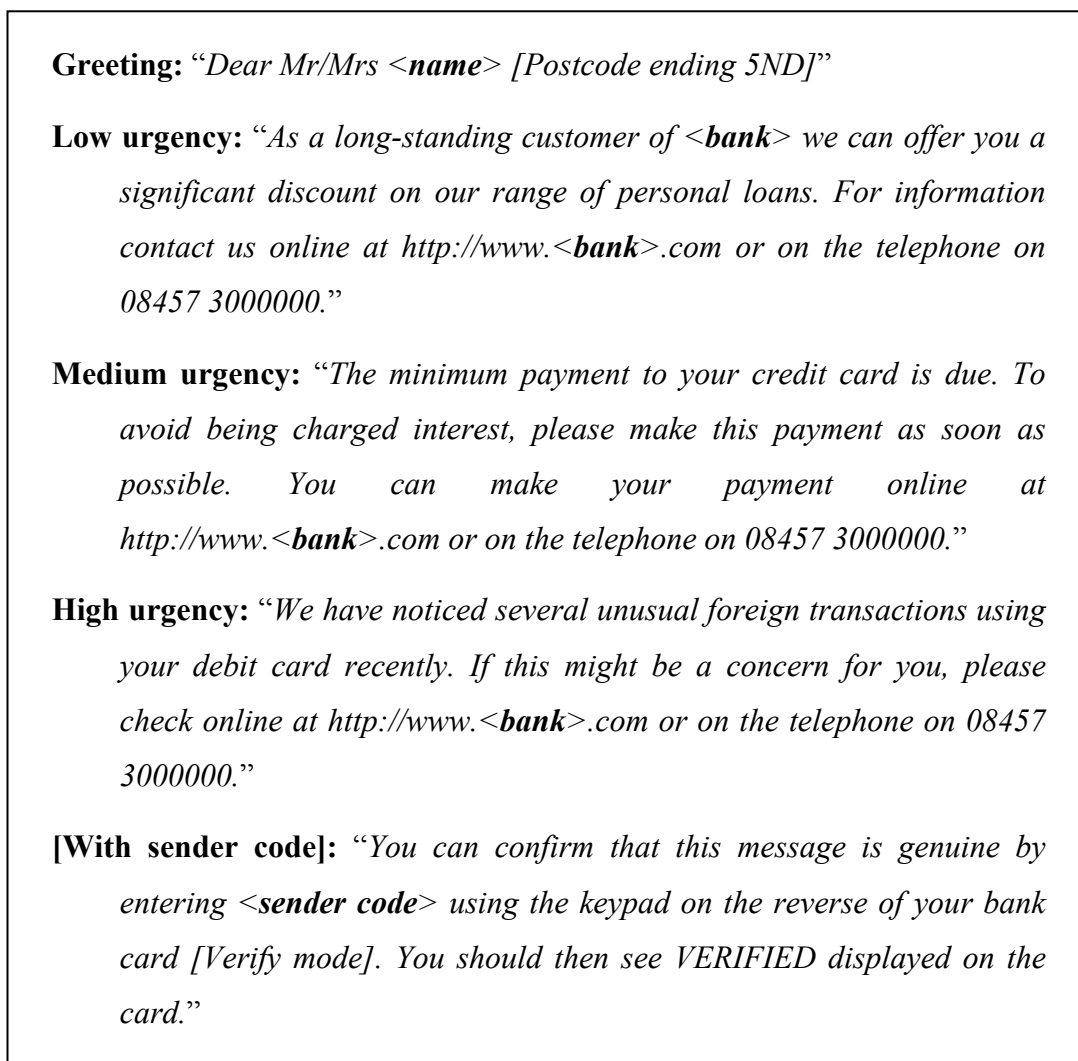 Greeting: “Dear Mr/Mrs <name> [Postcode ending 5ND]”
Low urgency: “As a long-standing customer of <bank> we can offer you a
significant discount on our range of personal loans. For information
contact us online at http://www.<bank>.com or on the telephone on
08457 3000000.”
Medium urgency: “The minimum payment to your credit card is due. To
avoid being charged interest, please make this payment as soon as
possible. You can make your payment online at
http://www.<bank>.com or on the telephone on 08457 3000000.”
High urgency: “We have noticed several unusual foreign transactions using
your debit card recently. If this might be a concern for you, please
check online at http://www.<bank>.com or on the telephone on 08457
3000000.”
[With sender code]: “You can confirm that this message is genuine by
entering <sender code> using the keypad on the reverse of your bank
card [Verify mode]. You should then see VERIFIED displayed on the
card.”